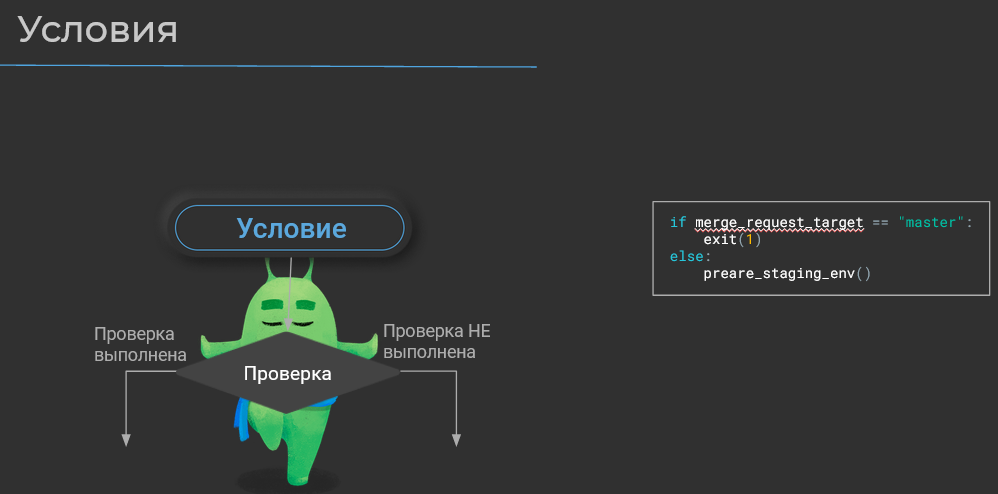 Условия
Условие
Проверка
выполнена
Проверка НЕ
выполнена
Проверка
if merge_request_target == "master":
    exit(1)
else:
    preare_staging_env()